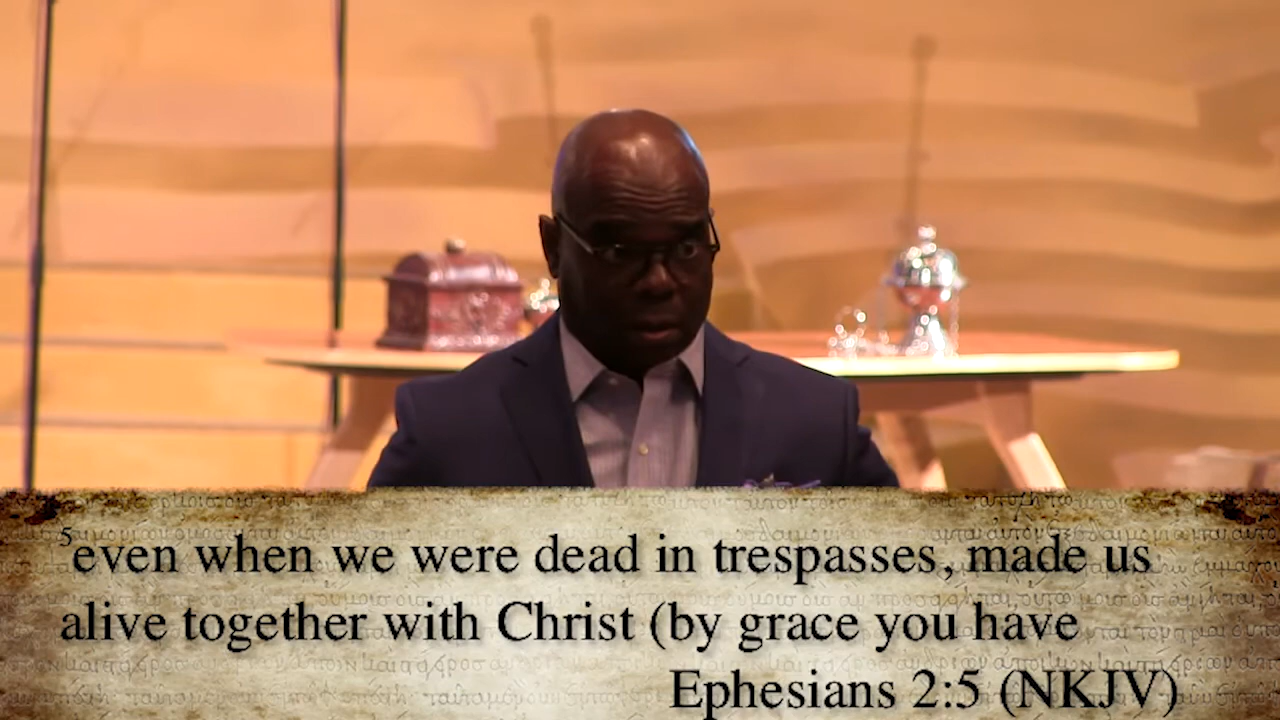 ⁵even when we were dead in trespasses, made us
alive together with Christ (by grace you have
Ephesians 2:5 (NKJV)